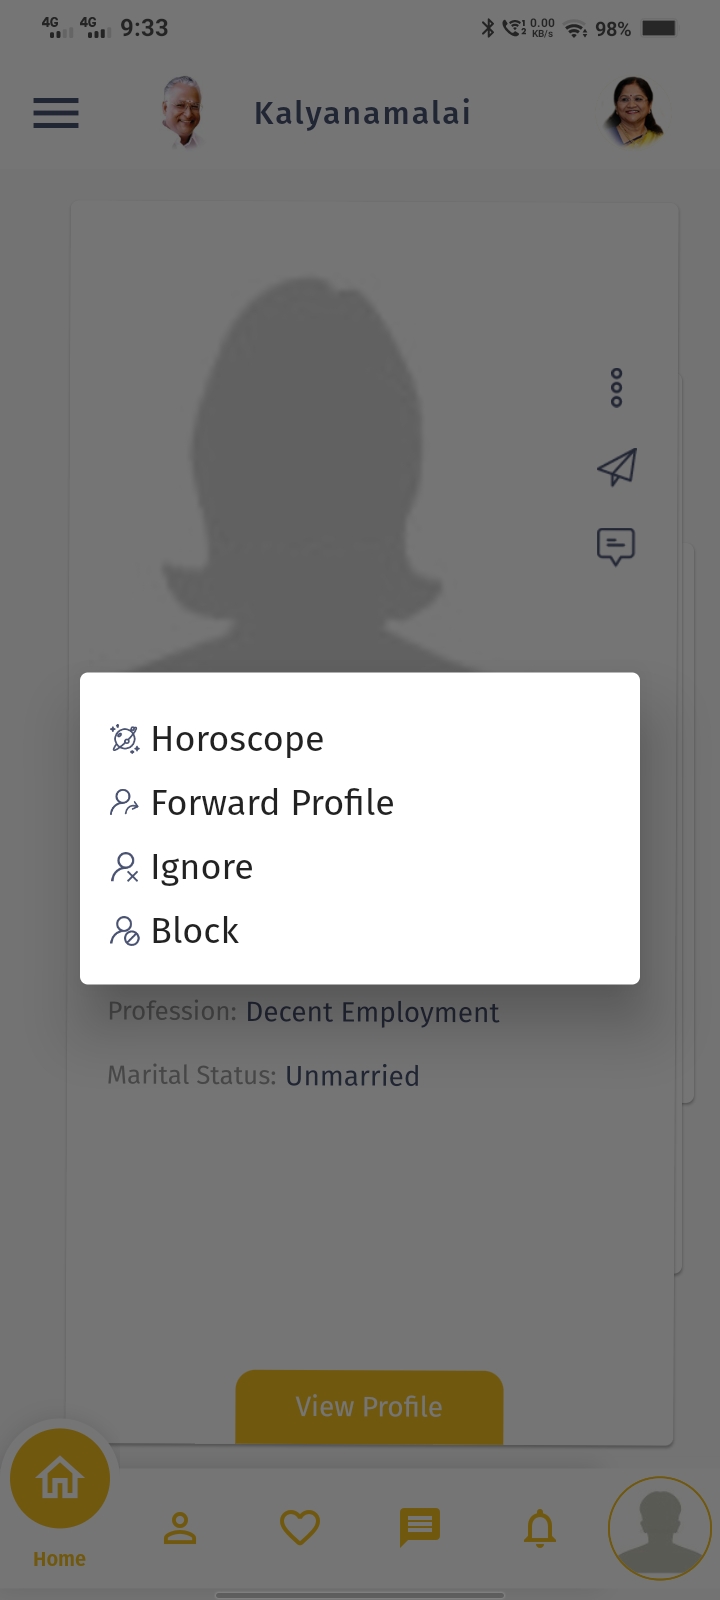 4G 4G 9:33 0.00 KB/s 98%
Kalyanamalai
Horoscope
Forward Profile
Ignore
Block
Profession: Decent Employment
Marital Status: Unmarried
View Profile
Home